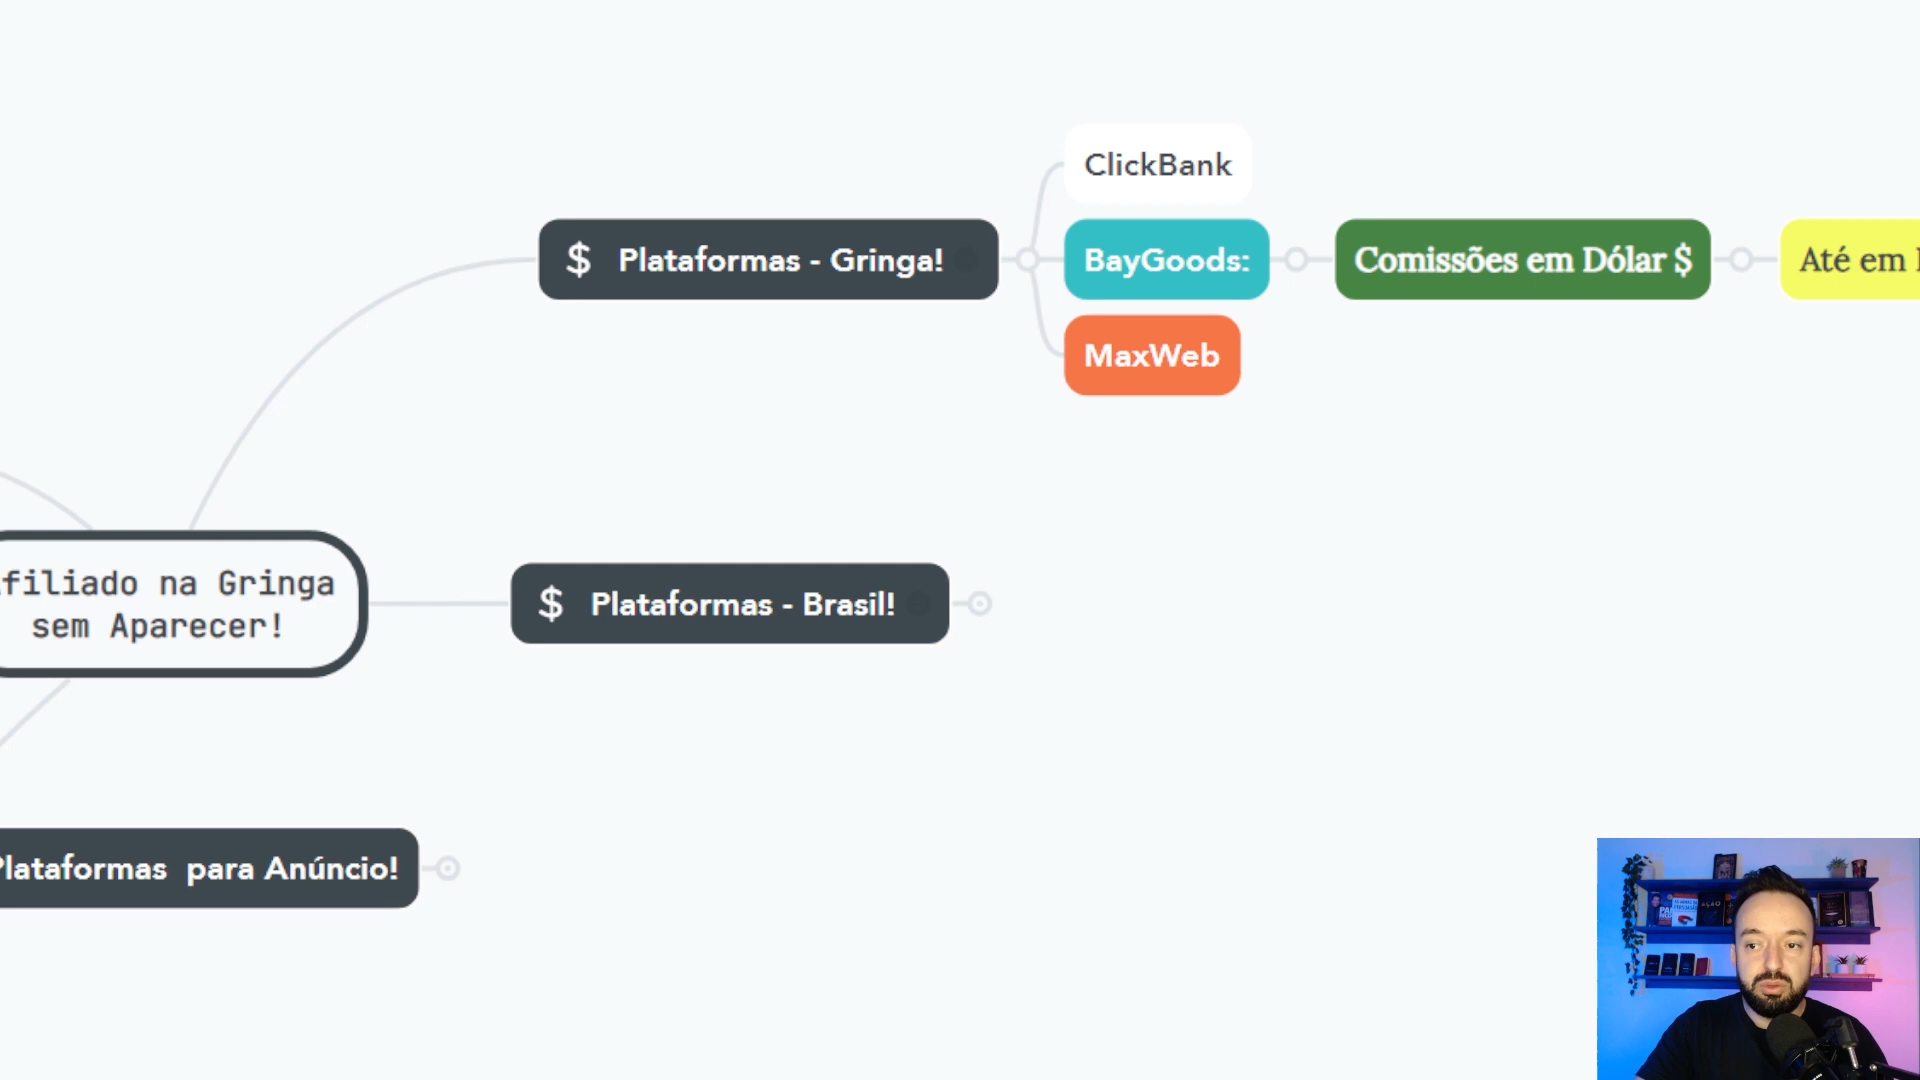 ClickBank
$ Plataformas - Gringa!
BayGoods:
Comissões em Dólar $
Até em
MaxWeb
filiado na Gringa
sem Aparecer!
$ Plataformas - Brasil!
Plataformas para Anúncio!